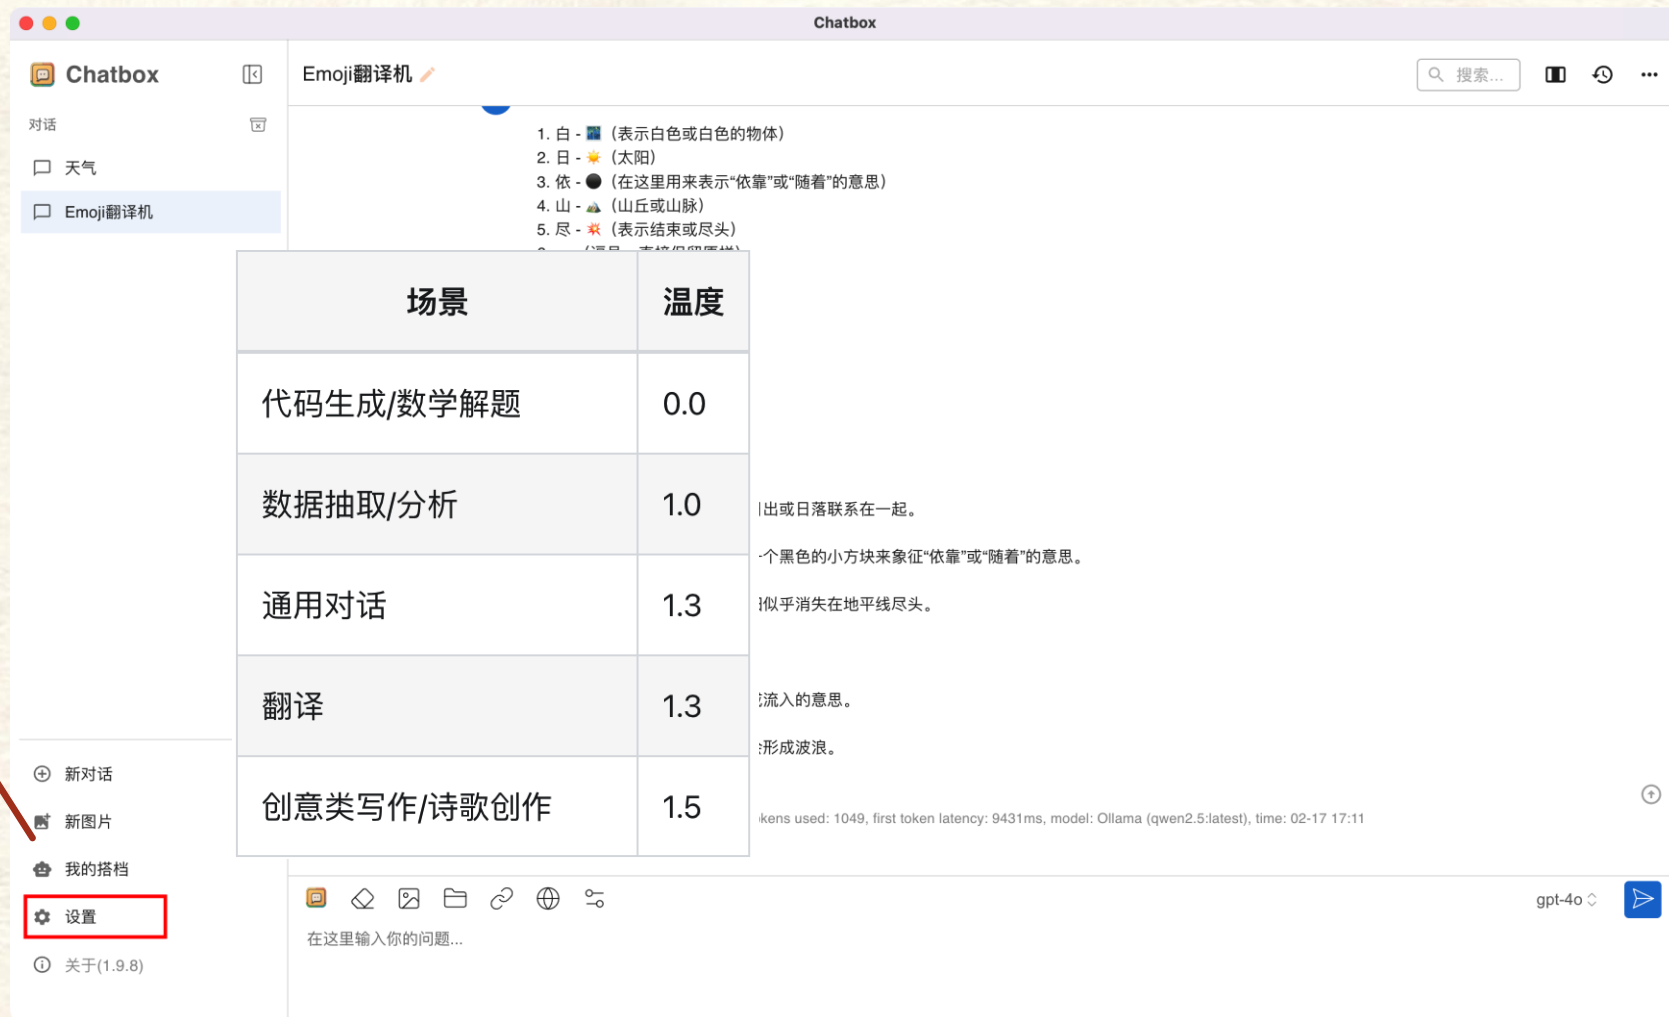 Chatbox
Chatbox
对话
天气
Emoji翻译机
新对话
新图片
我的搭档
设置
关于(1.9.8)
Emoji翻译机
搜索...
1. 白 - 🌃（表示白色或白色的物体）
2. 日 - ☀️（太阳）
3. 依 - ⚫（在这里用来表示“依靠”或“随着”的意思）
4. 山 - ⛰️（山丘或山脉）
5. 尽 - 💥（表示结束或尽头）
场景 温度
代码生成/数学解题 0.0
数据抽取/分析 1.0
通用对话 1.3
翻译 1.3
创意类写作/诗歌创作 1.5
出或日落联系在一起。
个黑色的小方块来象征“依靠”或“随着”的意思。
似乎消失在地平线尽头。
流入的意思。
形成波浪。
kens used: 1049, first token latency: 9431ms, model: Ollama (qwen2.5:latest), time: 02-17 17:11
gpt-4o
在这里输入你的问题...